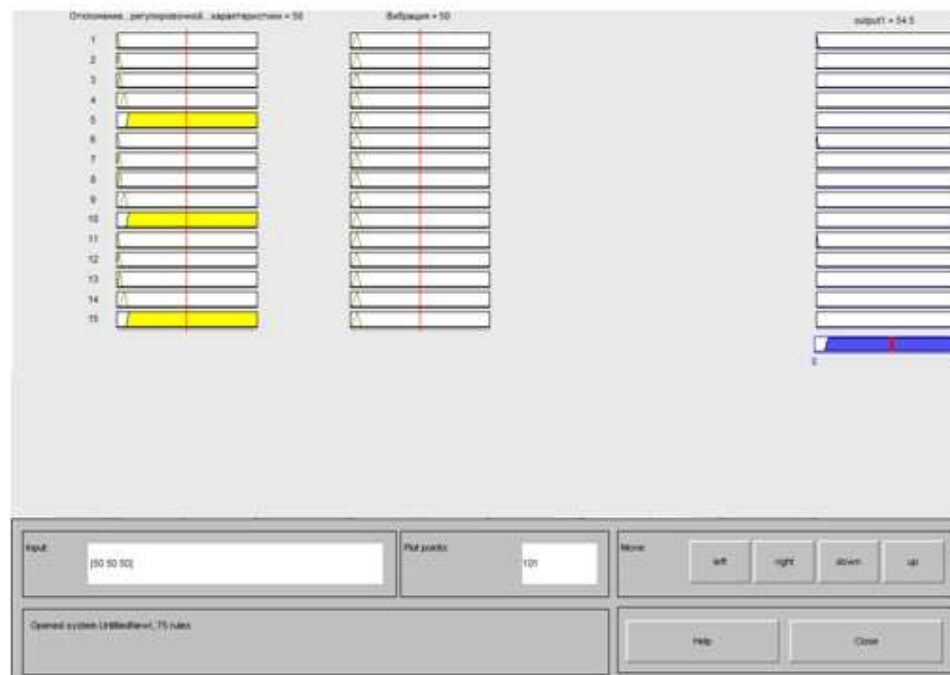 Отклонение...регулировочной...характеристики = 50
Вибрация = 50
output1 = 54.5
1
2
3
4
5
6
7
8
9
10
11
12
13
14
15
0
Input:
[50 50 50]
Plot points:
101
Move:
left
right
down
up
Opened system UntitledNew1, 75 rules
Help
Close